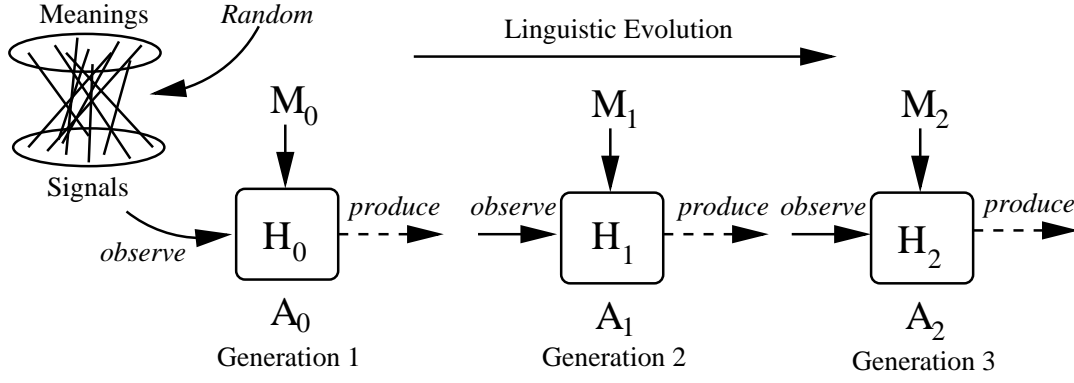 Meanings
Random
Linguistic Evolution
M0
M1
M2
Signals
observe
H0
produce
observe
H1
produce
observe
H2
produce
A0
A1
A2
Generation 1
Generation 2
Generation 3